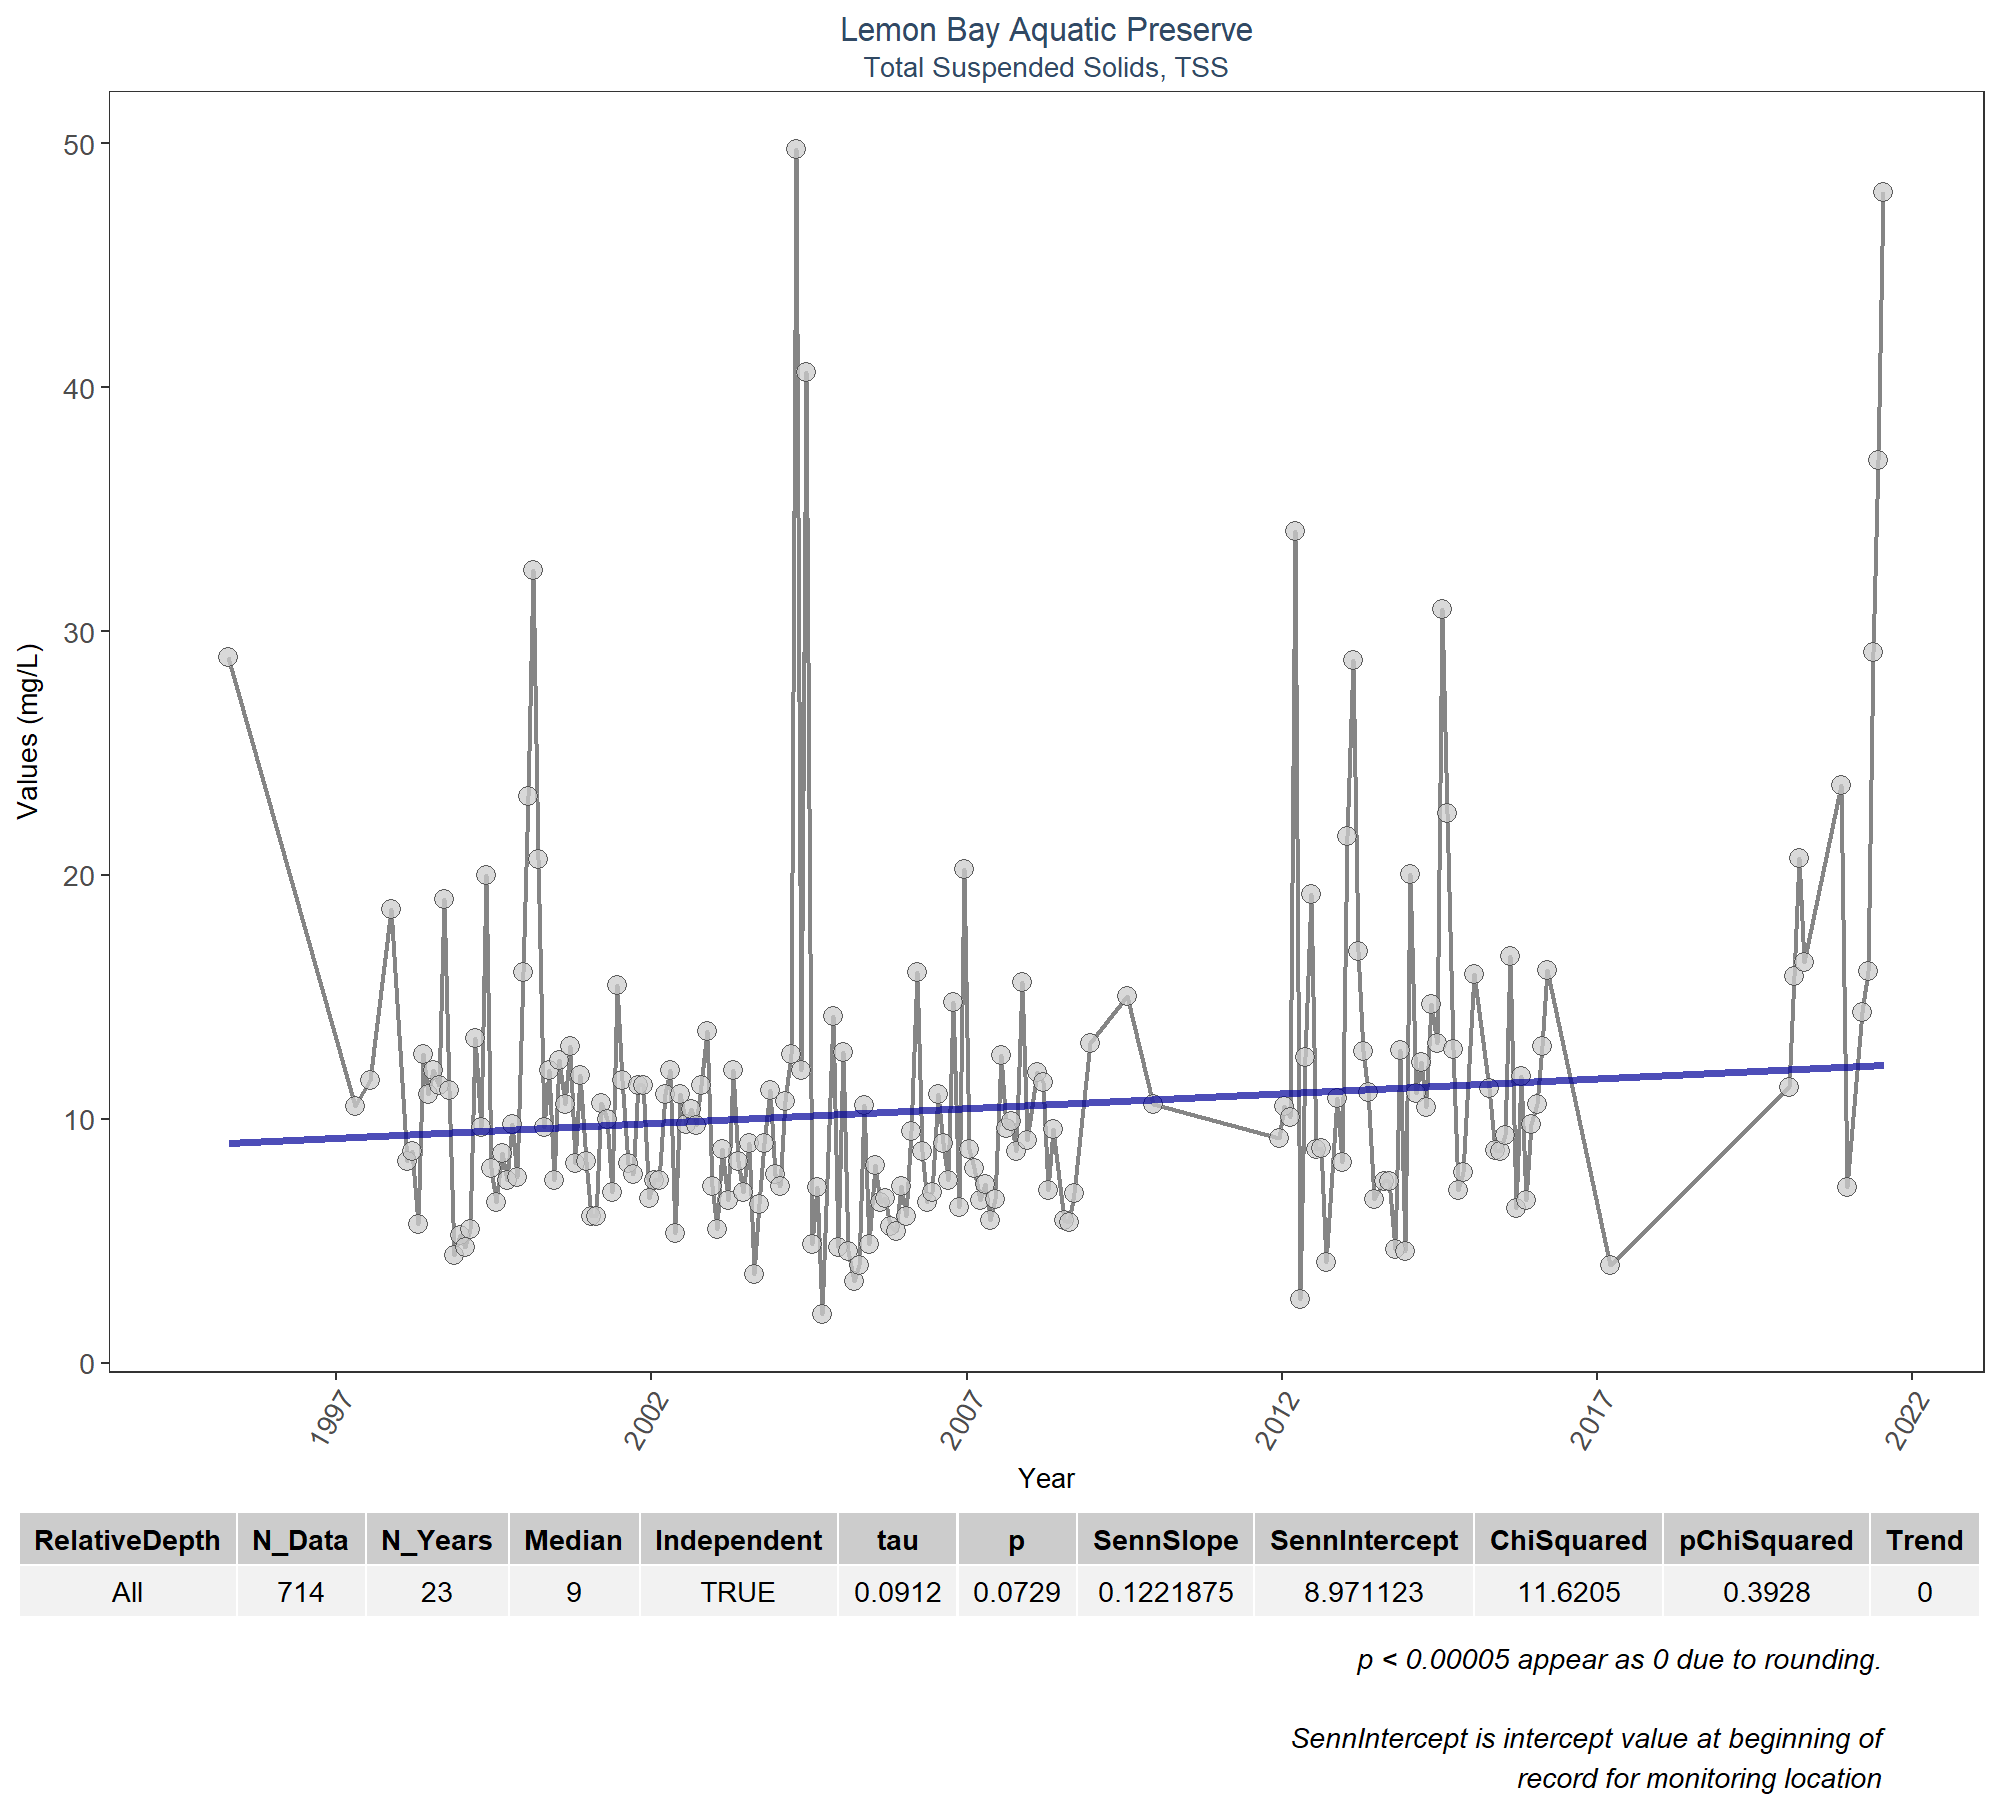 Lemon Bay Aquatic Preserve
Total Suspended Solids, TSS
Values (mg/L)
50
40
30
20
10
0
1997 2002 2007 2012 2017 2022
Year
RelativeDepth N_Data N_Years Median Independent tau p SennSlope SennIntercept ChiSquared pChiSquared Trend
All 714 23 9 TRUE 0.0912 0.0729 0.1221875 8.971123 11.6205 0.3928 0
p < 0.00005 appear as 0 due to rounding.
SennIntercept is intercept value at beginning of
record for monitoring location